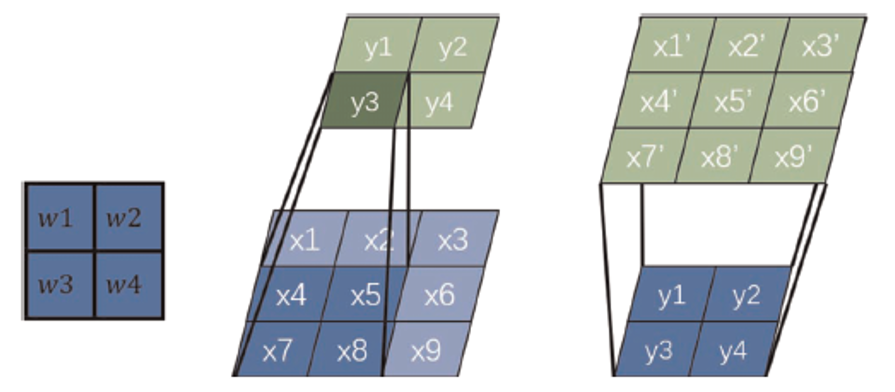 w1 w2
w3 w4
y1 y2
y3 y4
x1 x2 x3
x4 x5 x6
x7 x8 x9
x1’ x2’ x3’
x4’ x5’ x6’
x7’ x8’ x9’
y1 y2
y3 y4